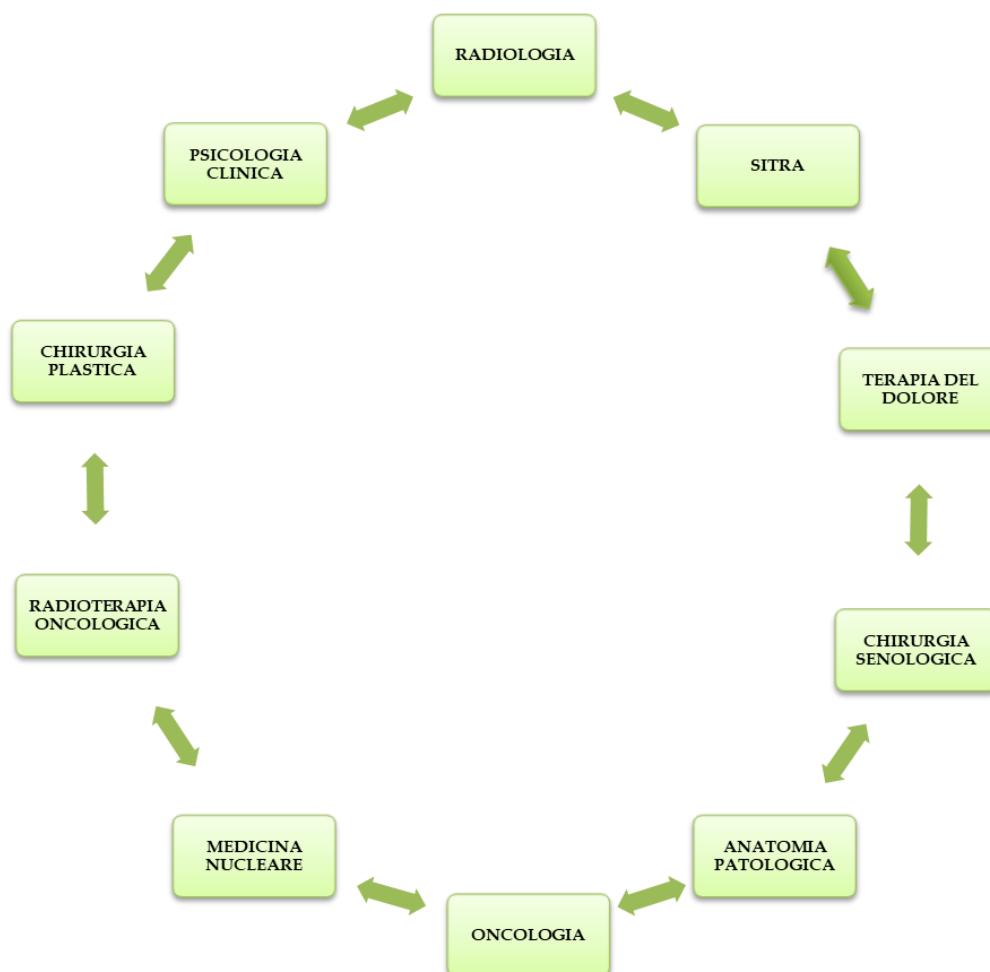 RADIOLOGIA
SITRA
TERAPIA DEL
DOLORE
CHIRURGIA
SENOLOGICA
ANATOMIA
PATOLOGICA
ONCOLOGIA
MEDICINA
NUCLEARE
RADIOTERAPIA
ONCOLOGICA
CHIRURGIA
PLASTICA
PSICOLOGIA
CLINICA